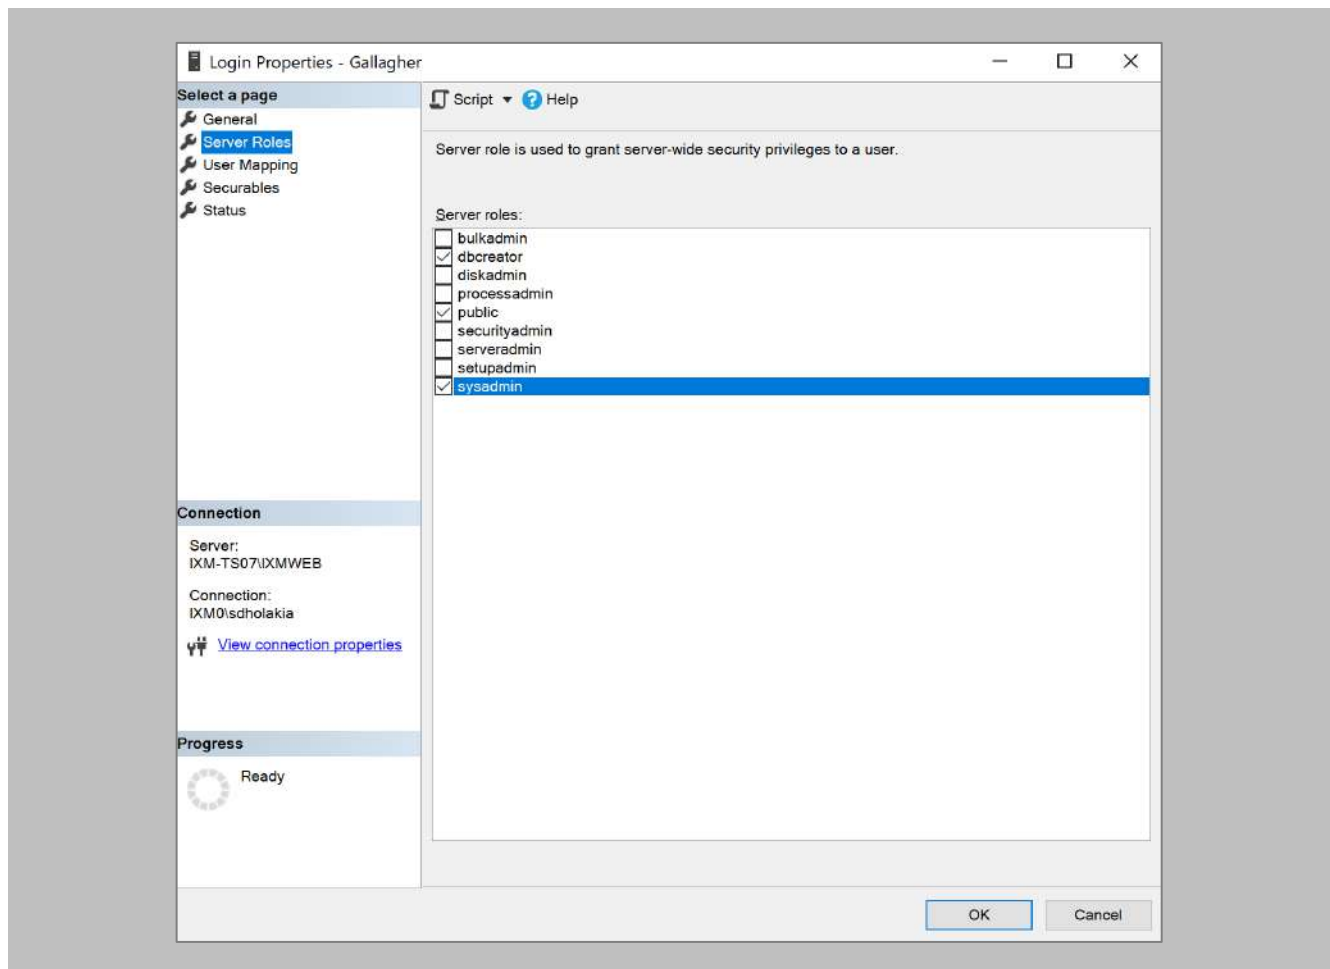 Login Properties - Gallagher
Select a page
General
Server Roles
User Mapping
Securables
Status
Script
Help
Server role is used to grant server-wide security privileges to a user.
Server roles:
bulkadmin
dbcreator
diskadmin
processadmin
public
securityadmin
serveradmin
setupadmin
sysadmin
Connection
Server:
IXM-TS07\IXMWEB
Connection:
IXM0\sdholakia
View connection properties
Progress
Ready
OK
Cancel